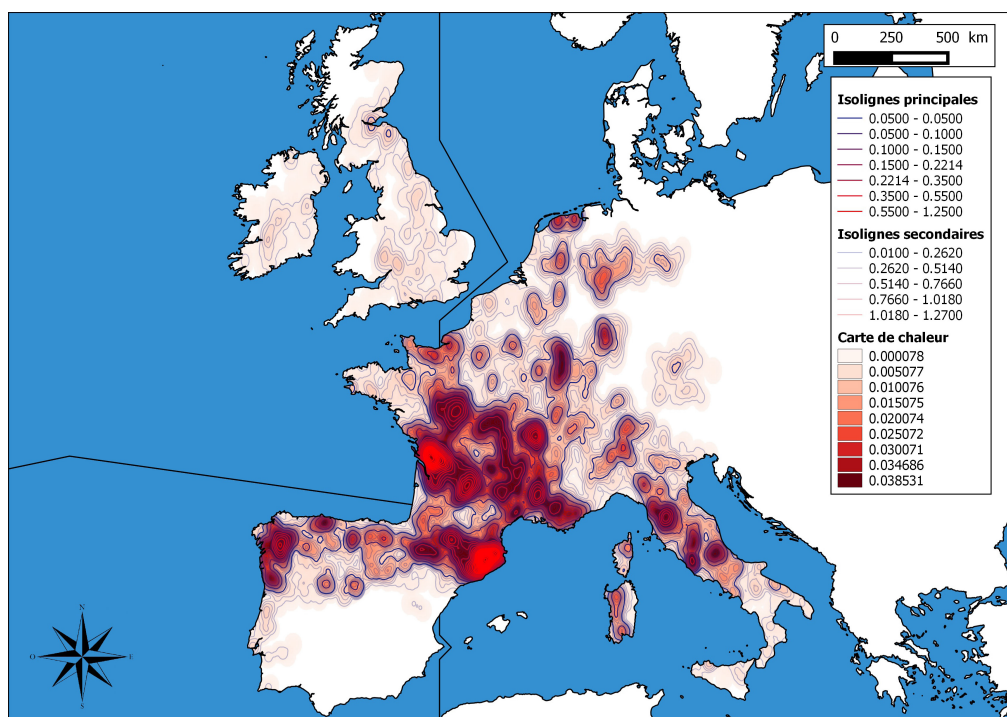 0 250 500 km
Isolignes principales
0.0500 - 0.0500
0.0500 - 0.1000
0.1000 - 0.1500
0.1500 - 0.2214
0.2214 - 0.3500
0.3500 - 0.5500
0.5500 - 1.2500
Isolignes secondaires
0.0100 - 0.2620
0.2620 - 0.5140
0.5140 - 0.7660
0.7660 - 1.0180
1.0180 - 1.2700
Carte de chaleur
0.000078
0.005077
0.010076
0.015075
0.020074
0.025072
0.030071
0.034686
0.038531
N
O E
S